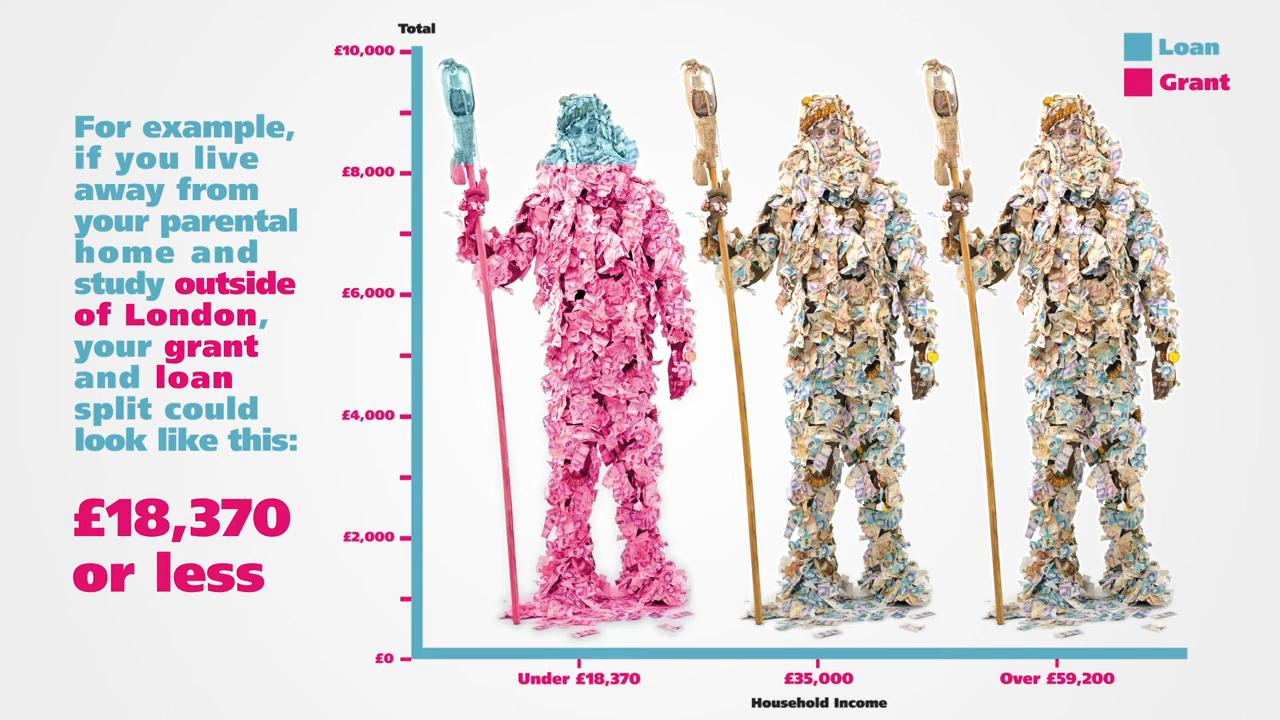 Total
£10,000
£8,000
£6,000
£4,000
£2,000
£0
Loan
Grant
For example,
if you live
away from
your parental
home and
study outside
of London,
your grant
and loan
split could
look like this:
£18,370
or less
Under £18,370
£35,000
Over £59,200
Household Income